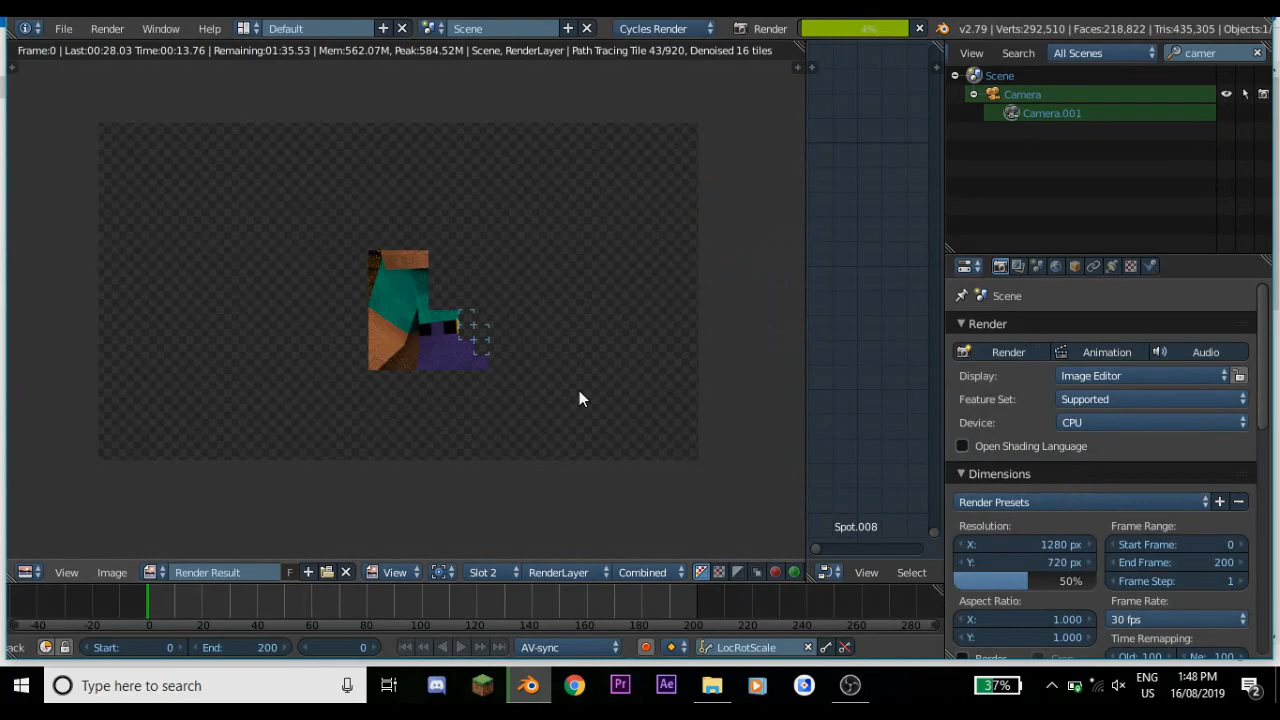 File Render Window Help Default Scene Cycles Render Render 4% v2.79 | Verts:292,510 | Faces:218,822 | Tris:435,305 | Objects:1/
Frame:0 | Last:00:28.03 Time:00:13.76 | Remaining:01:35.53 | Mem:562.07M, Peak:584.52M | Scene, RenderLayer | Path Tracing Tile 43/920, Denoised 16 tiles
View Search All Scenes camer
Scene
Camera
Camera.001
Scene
Render
Render Animation Audio
Display: Image Editor
Feature Set: Supported
Device: CPU
Open Shading Language
Dimensions
Render Presets
Resolution: Frame Range:
X: 1280 px Start Frame: 0
Y: 720 px End Frame: 200
50% Frame Step: 1
Aspect Ratio: Frame Rate:
X: 1.000 30 fps
Y: 1.000 Time Remapping:
Old: 100 Ne: 100
Spot.008
View Image Render Result F View Slot 2 RenderLayer Combined View Select
-40 -20 0 20 40 60 80 100 120 140 160 180 200 220 240 260 280
ack Start: 0 End: 200 0 AV-sync LocRotScale
Type here to search
37%
ENG
US
1:48 PM
16/08/2019
2